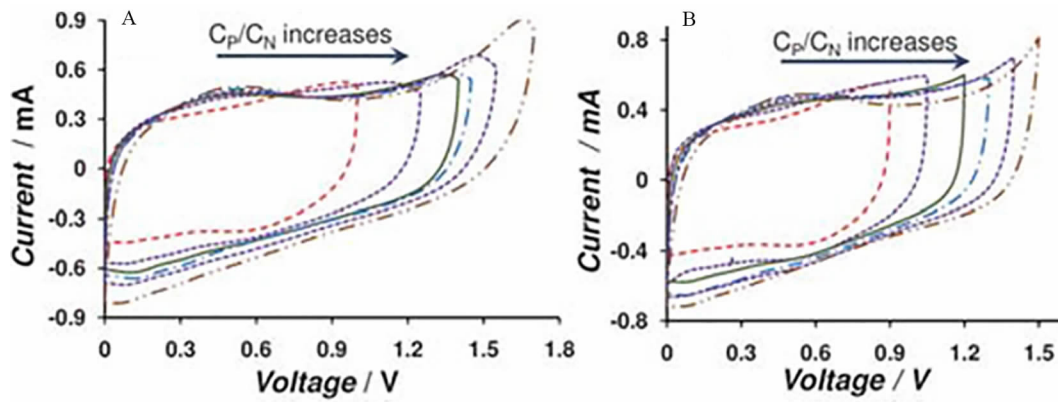 A
C_P/C_N increases
0.9
0.6
0.3
0
-0.3
-0.6
-0.9
Current / mA
0 0.3 0.6 0.9 1.2 1.5 1.8
Voltage / V
B
C_P/C_N increases
0.8
0.4
0
-0.4
-0.8
Current / mA
0 0.3 0.6 0.9 1.2 1.5
Voltage / V